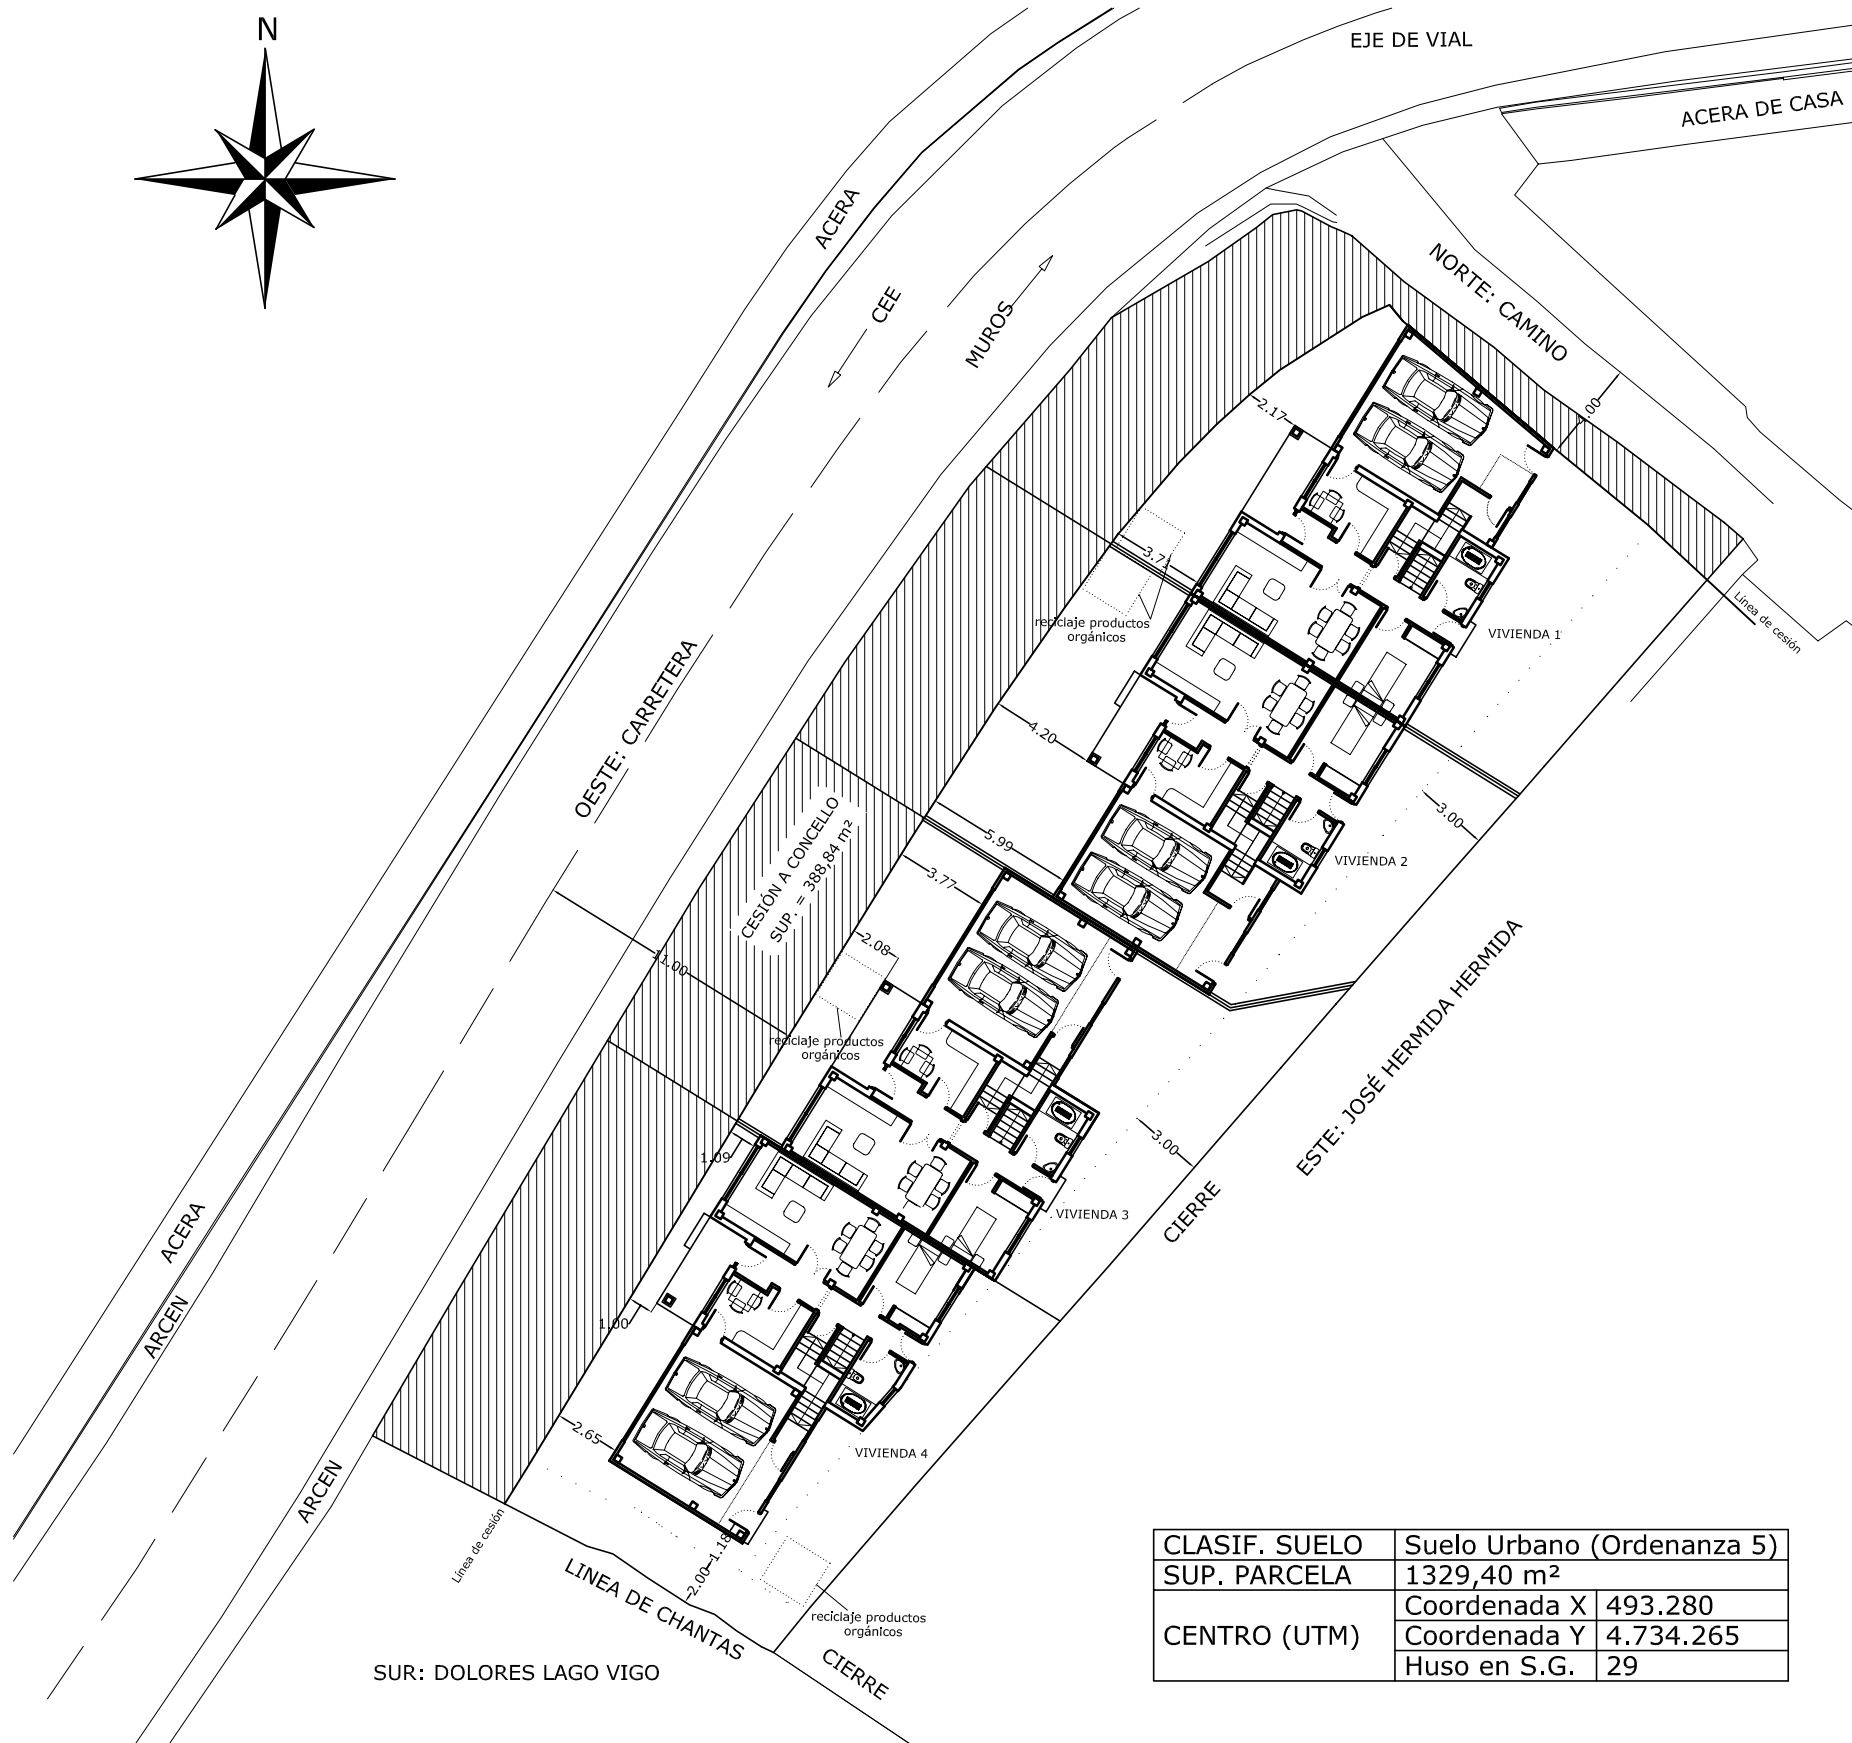 N
EJE DE VIAL
ACERA DE CASA
ACERA
CEE
MUROS
NORTE: CAMINO
.00
2.17
3.7
Línea de cesión
reciclaje productos
orgánicos
VIVIENDA 1
OESTE: CARRETERA
4.20
3.00
CESIÓN A CONCELLO
SUP. = 388,84 m²
5.99
VIVIENDA 2
3.77
2.08
11.00
ESTE: JOSÉ HERMIDA HERMIDA
reciclaje productos
orgánicos
3.00
1.09
VIVIENDA 3
CIERRE
ACERA
ARCEN
1.00
2.65
VIVIENDA 4
ARCEN
Línea de cesión
2.00
1.18
LINEA DE CHANTAS
reciclaje productos
orgánicos
CIERRE
SUR: DOLORES LAGO VIGO
CLASIF. SUELO Suelo Urbano (Ordenanza 5)
SUP. PARCELA 1329,40 m²
CENTRO (UTM) Coordenada X 493.280
Coordenada Y 4.734.265
Huso en S.G. 29